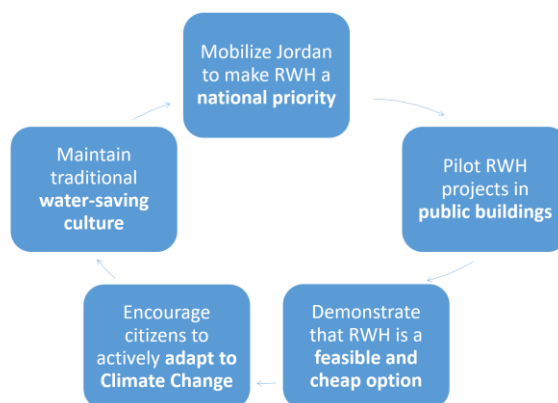 Mobilize Jordan
to make RWH a
national priority
Pilot RWH
projects in
public buildings
Demonstrate
that RWH is a
feasible and
cheap option
Encourage
citizens to
actively adapt to
Climate Change
Maintain
traditional
water-saving
culture